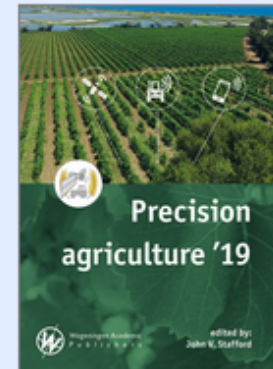 Precision
agriculture '19
Wageningen Academic
Publishers
edited by:
John V. Stafford